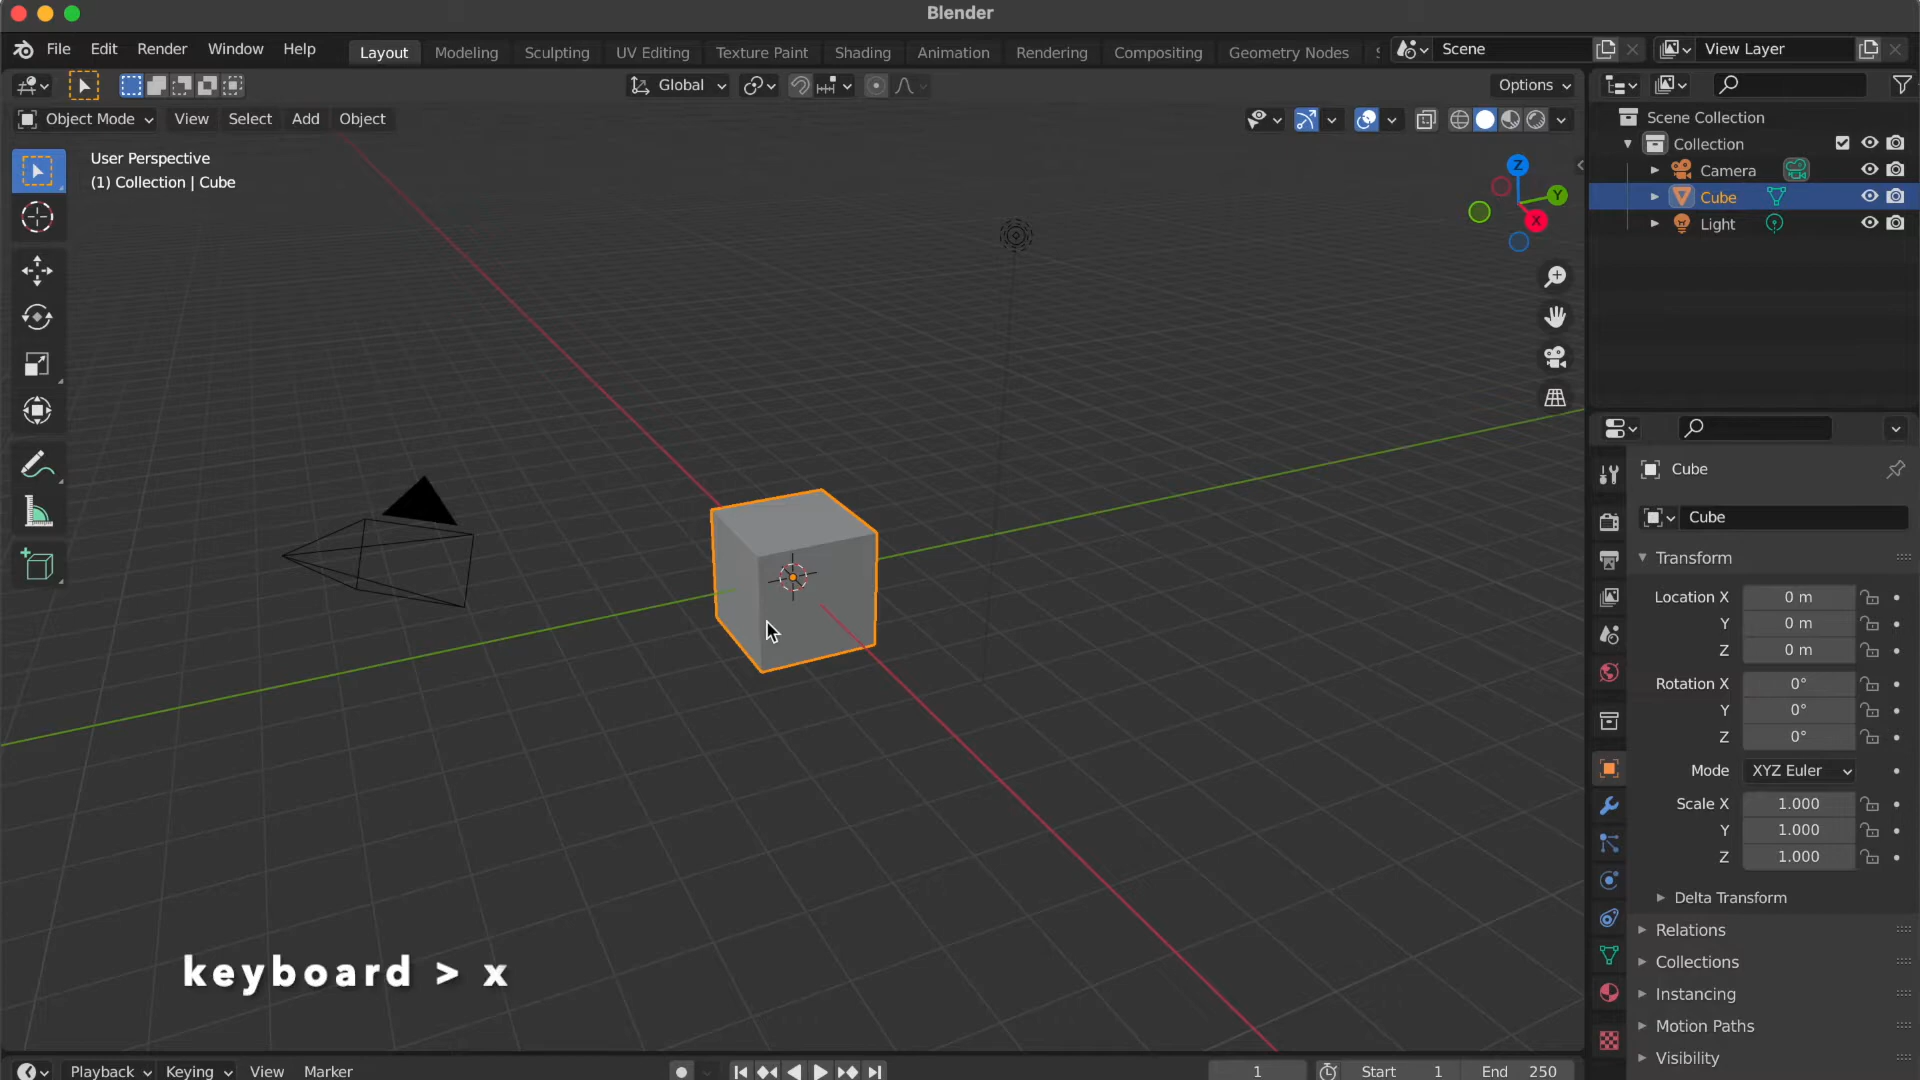 Blender
File Edit Render Window Help
Layout Modeling Sculpting UV Editing Texture Paint Shading Animation Rendering Compositing Geometry Nodes
Scene
View Layer
Global
Options
Object Mode View Select Add Object
User Perspective
(1) Collection | Cube
Z
Y
X
Scene Collection
Collection
Camera
Cube
Light
Cube
Cube
Transform
Location X 0 m
Y 0 m
Z 0 m
Rotation X 0°
Y 0°
Z 0°
Mode XYZ Euler
Scale X 1.000
Y 1.000
Z 1.000
Delta Transform
Relations
Collections
Instancing
Motion Paths
Visibility
keyboard > x
Playback Keying View Marker
1
Start 1
End 250